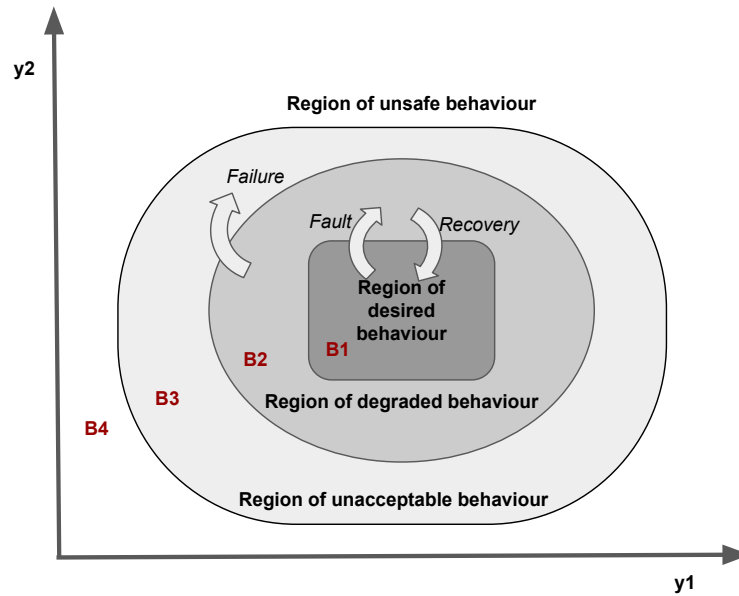 y2
Region of unsafe behaviour
Failure
Fault
Recovery
Region of
desired
behaviour
B1
B2
B3
B4
Region of degraded behaviour
Region of unacceptable behaviour
y1